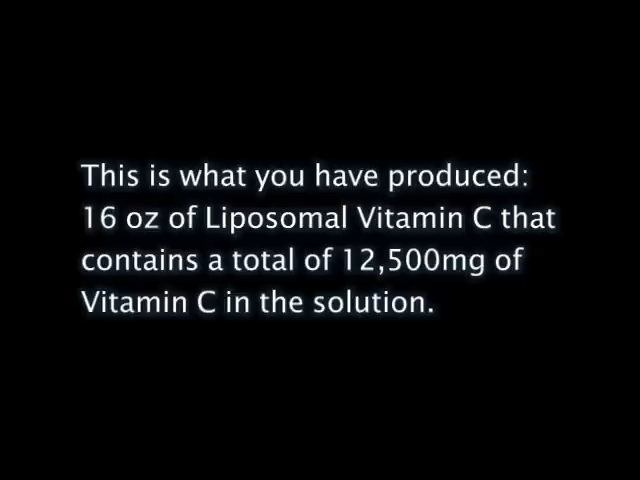 This is what you have produced:
16 oz of Liposomal Vitamin C that
contains a total of 12,500mg of
Vitamin C in the solution.